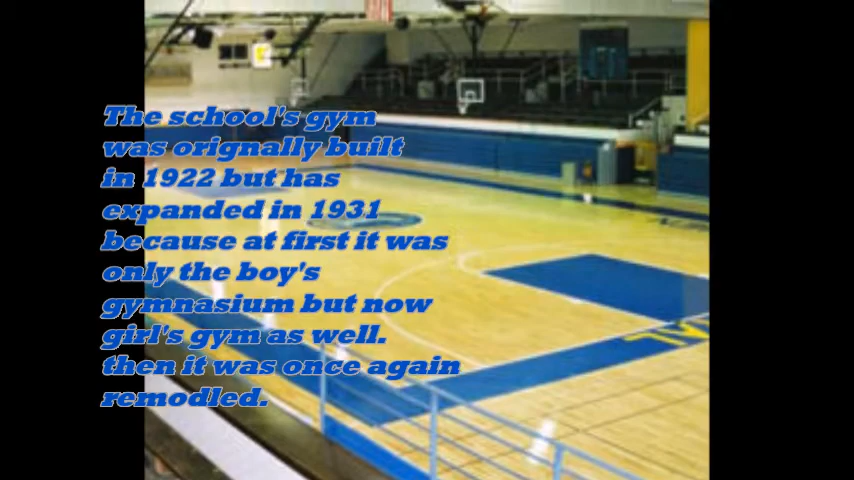 The school's gym
was orignally built
in 1922 but has
expanded in 1931
because at first it was
only the boy's
gymnasium but now
girl's gym as well.
then it was once again
remodled.